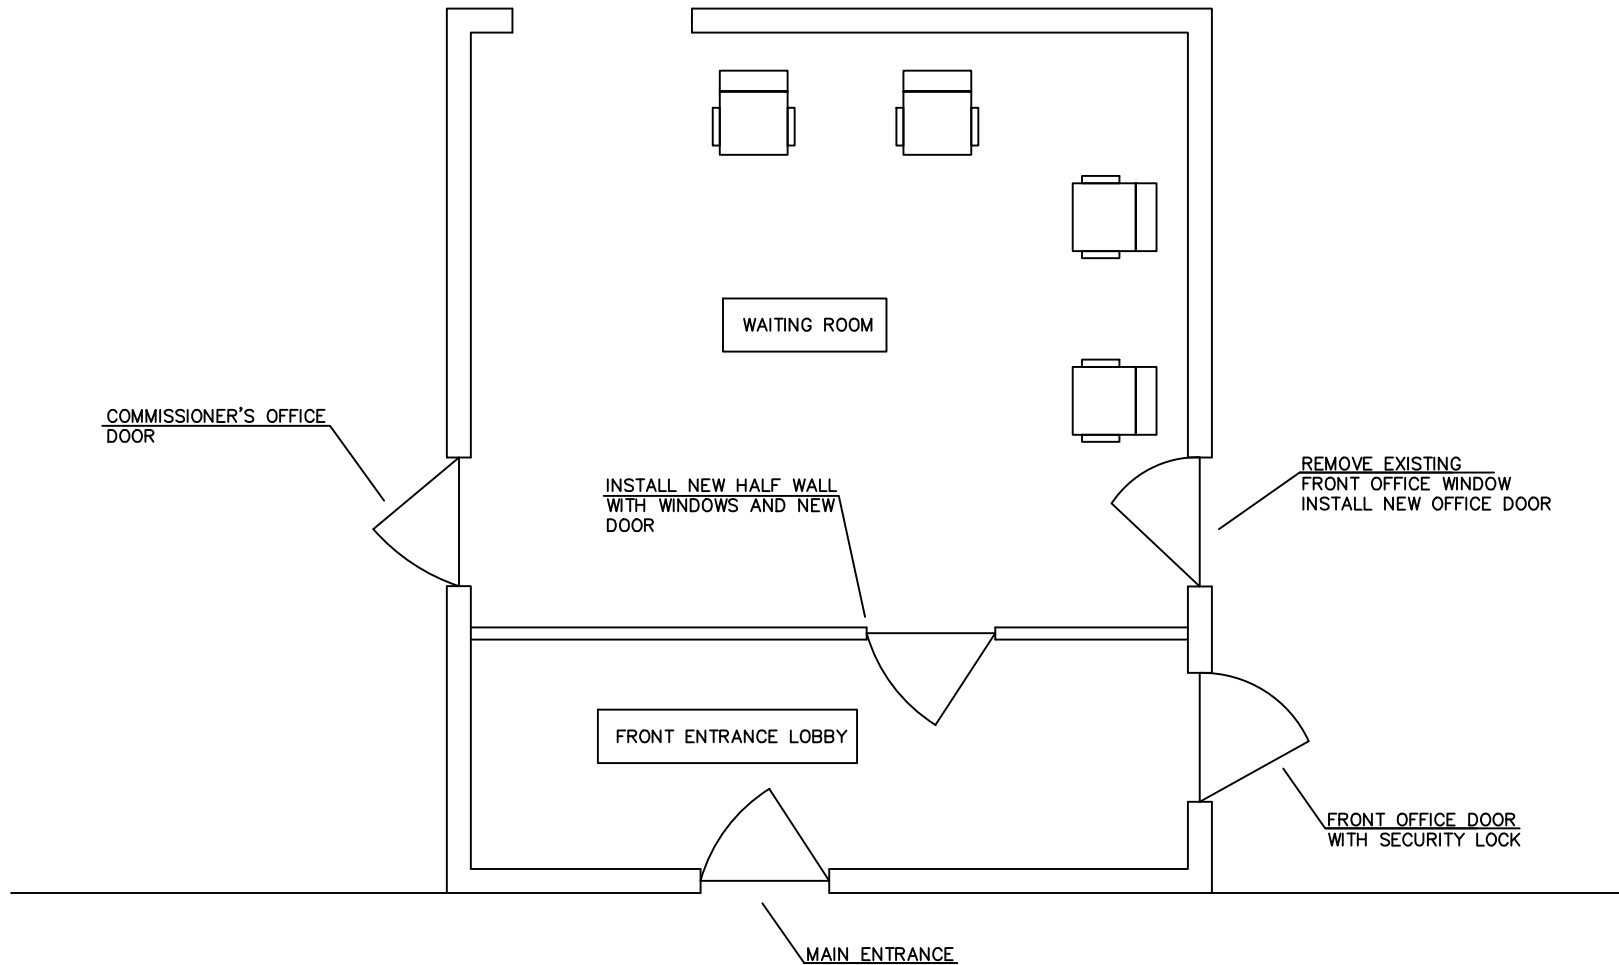 WAITING ROOM
COMMISSIONER'S OFFICE
DOOR
INSTALL NEW HALF WALL
WITH WINDOWS AND NEW
DOOR
REMOVE EXISTING
FRONT OFFICE WINDOW
INSTALL NEW OFFICE DOOR
FRONT ENTRANCE LOBBY
FRONT OFFICE DOOR
WITH SECURITY LOCK
MAIN ENTRANCE